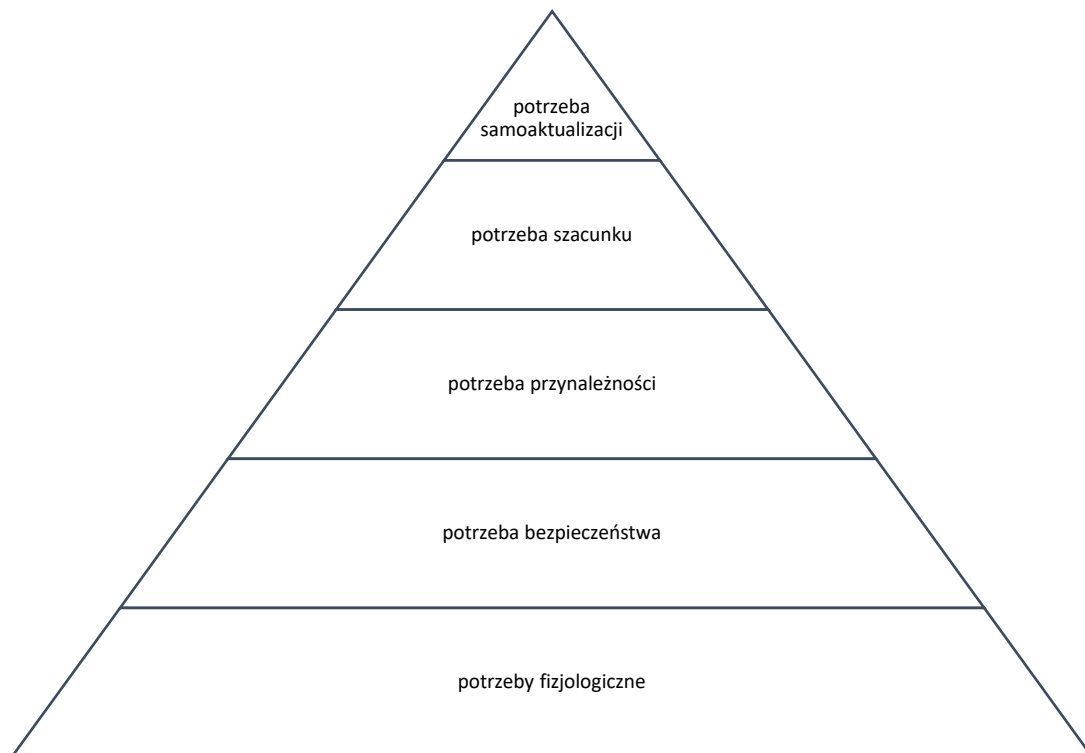 potrzeba
samoaktualizacji
potrzeba szacunku
potrzeba przynależności
potrzeba bezpieczeństwa
potrzeby fizjologiczne